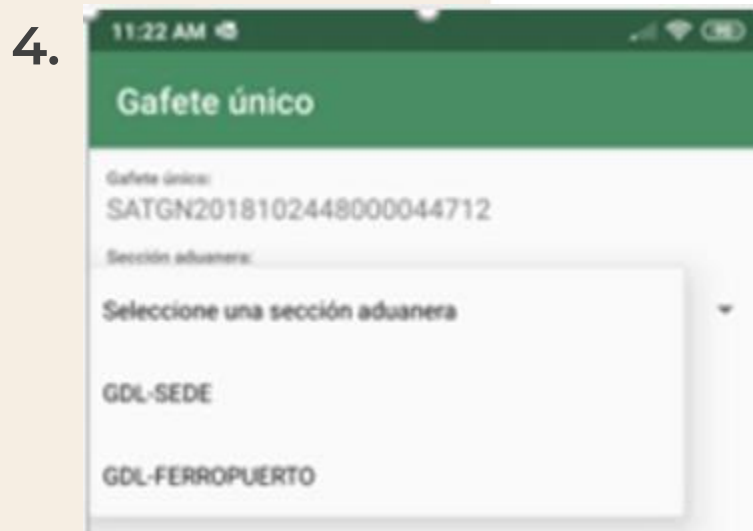 4.
11:22 AM
Gafete único
Gafete único:
SATGN2018102448000044712
Sección aduanera:
Seleccione una sección aduanera
GDL-SEDE
GDL-FERROPUERTO